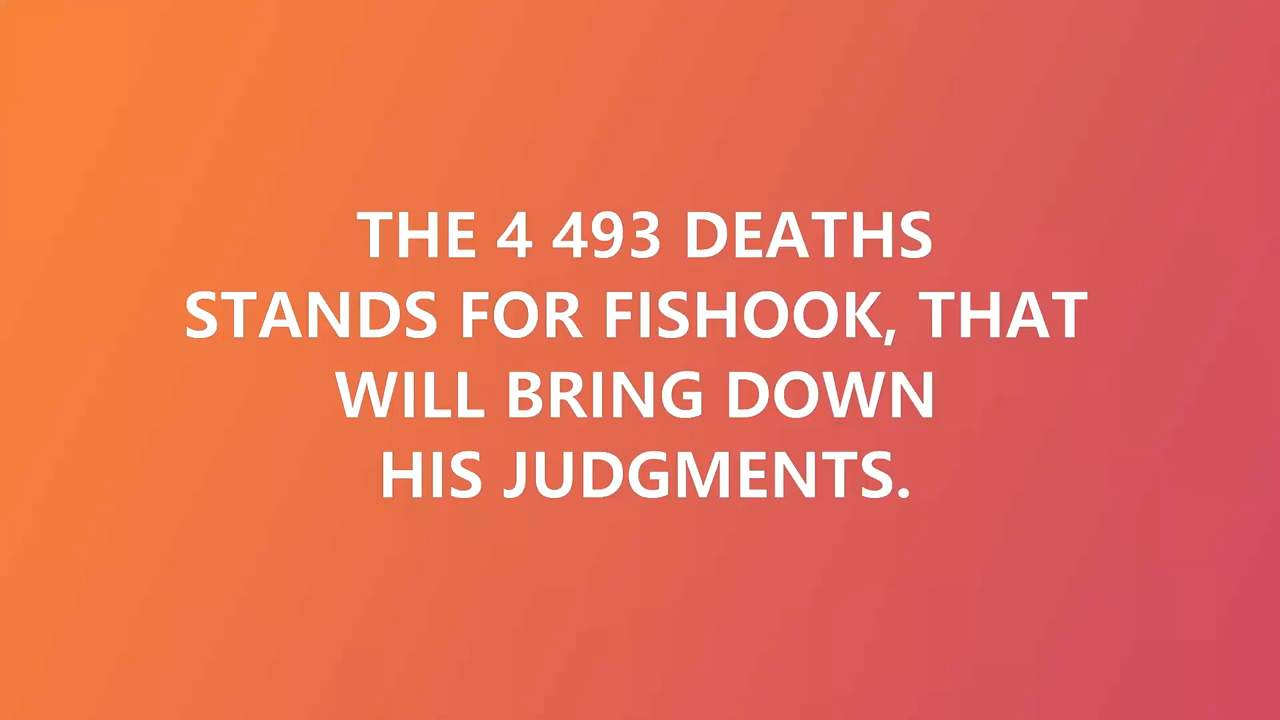 THE 4 493 DEATHS
STANDS FOR FISHOOK, THAT
WILL BRING DOWN
HIS JUDGMENTS.